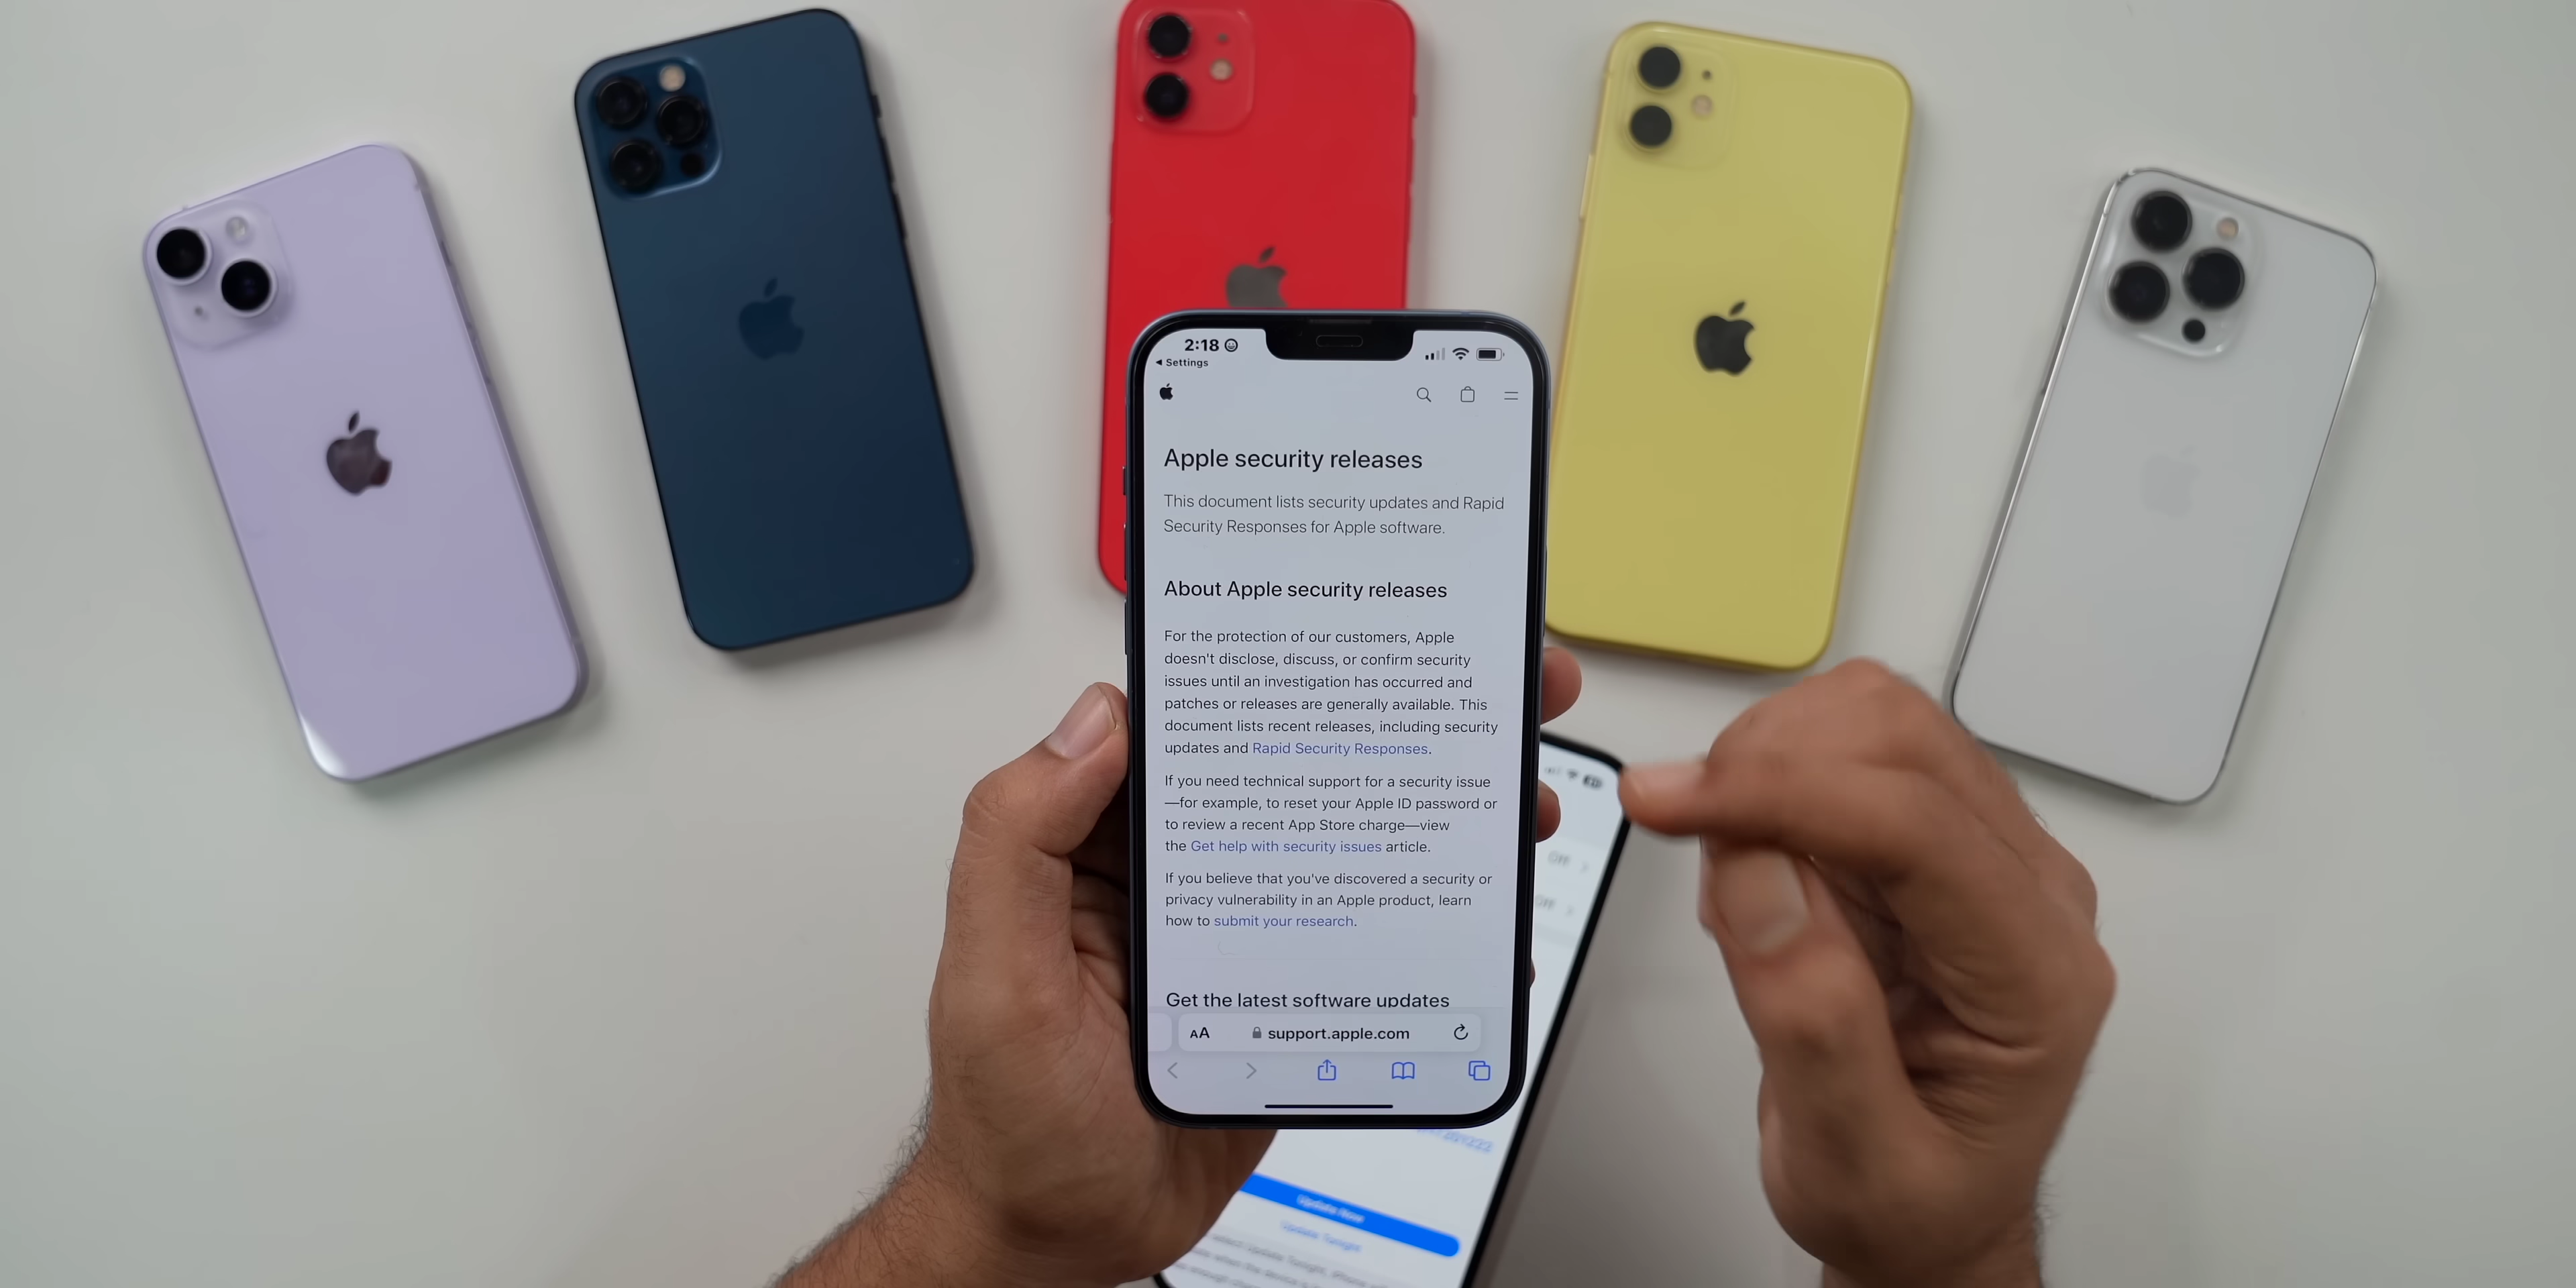 2:18
◂ Settings
Apple security releases
This document lists security updates and Rapid
Security Responses for Apple software.
About Apple security releases
For the protection of our customers, Apple
doesn't disclose, discuss, or confirm security
issues until an investigation has occurred and
patches or releases are generally available. This
document lists recent releases, including security
updates and Rapid Security Responses.
If you need technical support for a security issue
—for example, to reset your Apple ID password or
to review a recent App Store charge—view
the Get help with security issues article.
If you believe that you've discovered a security or
privacy vulnerability in an Apple product, learn
how to submit your research.
Get the latest software updates
AA support.apple.com
Off
Off
Update Now
Update Tonight